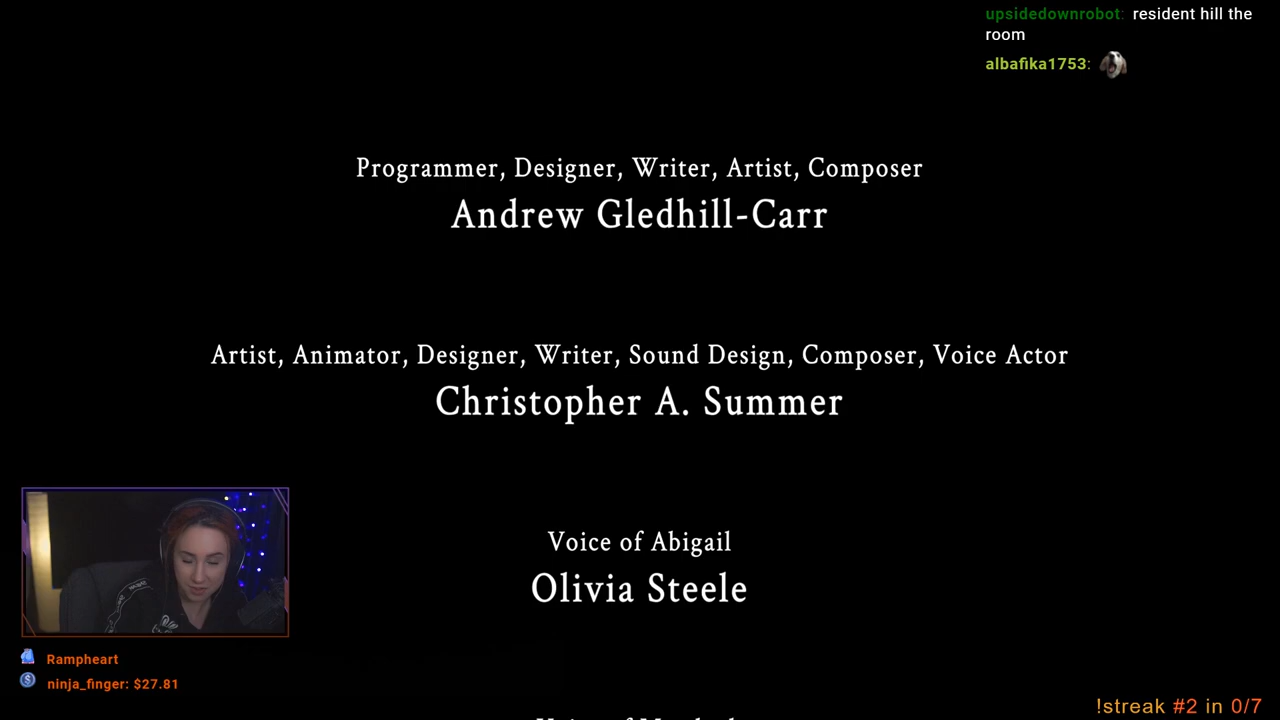 upsidedownrobot: resident hill the
room
albafika1753:
Programmer, Designer, Writer, Artist, Composer
Andrew Gledhill-Carr
Artist, Animator, Designer, Writer, Sound Design, Composer, Voice Actor
Christopher A. Summer
Voice of Abigail
Olivia Steele
Rampheart
ninja_finger: $27.81
!streak #2 in 0/7